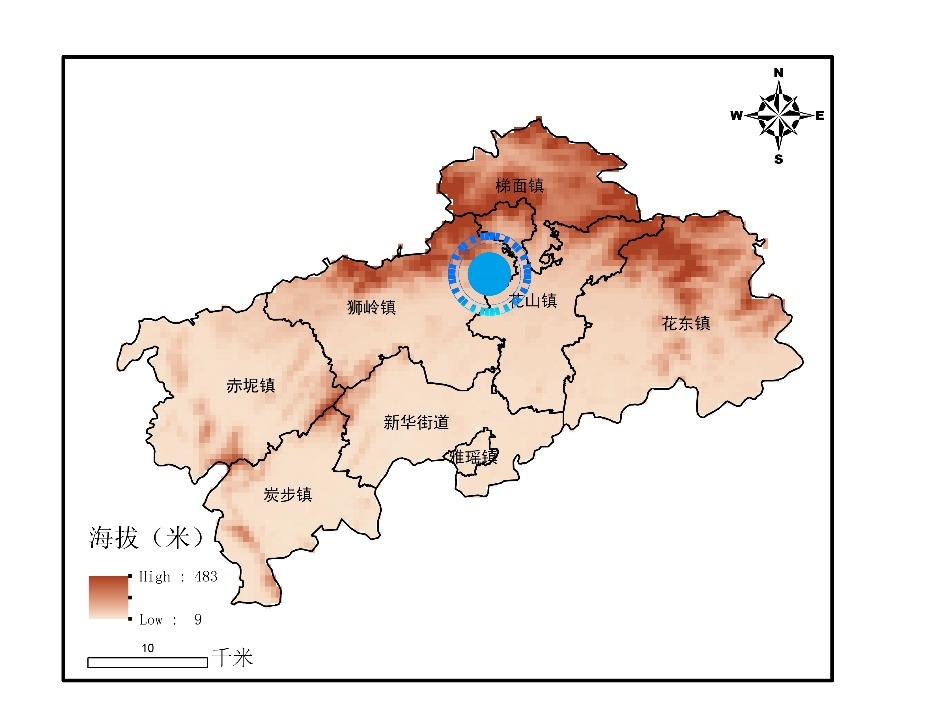 N
W
E
S
梯面镇
狮岭镇
花山镇
花东镇
赤坭镇
新华街道
雅瑶镇
炭步镇
海拔（米）
High : 483
Low : 9
10
千米